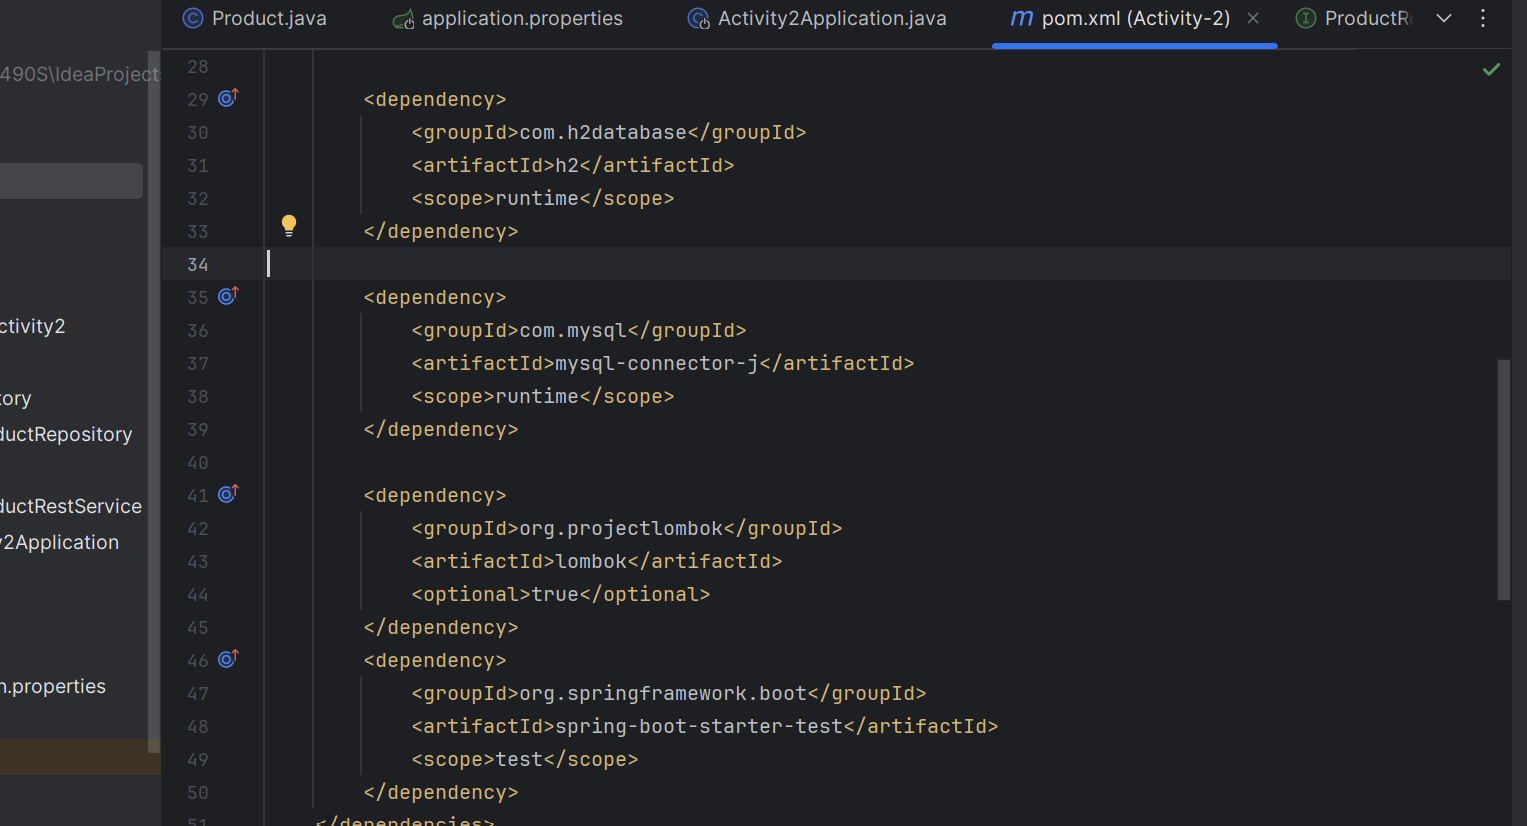 Product.java
application.properties
Activity2Application.java
pom.xml (Activity-2)
490S\IdeaProject
ctivity2
tory
ductRepository
ductRestService
y2Application
n.properties
28
29 <dependency>
30 <groupId>com.h2database</groupId>
31 <artifactId>h2</artifactId>
32 <scope>runtime</scope>
33 </dependency>
34
35 <dependency>
36 <groupId>com.mysql</groupId>
37 <artifactId>mysql-connector-j</artifactId>
38 <scope>runtime</scope>
39 </dependency>
40
41 <dependency>
42 <groupId>org.projectlombok</groupId>
43 <artifactId>lombok</artifactId>
44 <optional>true</optional>
45 </dependency>
46 <dependency>
47 <groupId>org.springframework.boot</groupId>
48 <artifactId>spring-boot-starter-test</artifactId>
49 <scope>test</scope>
50 </dependency>
51 </dependencies>